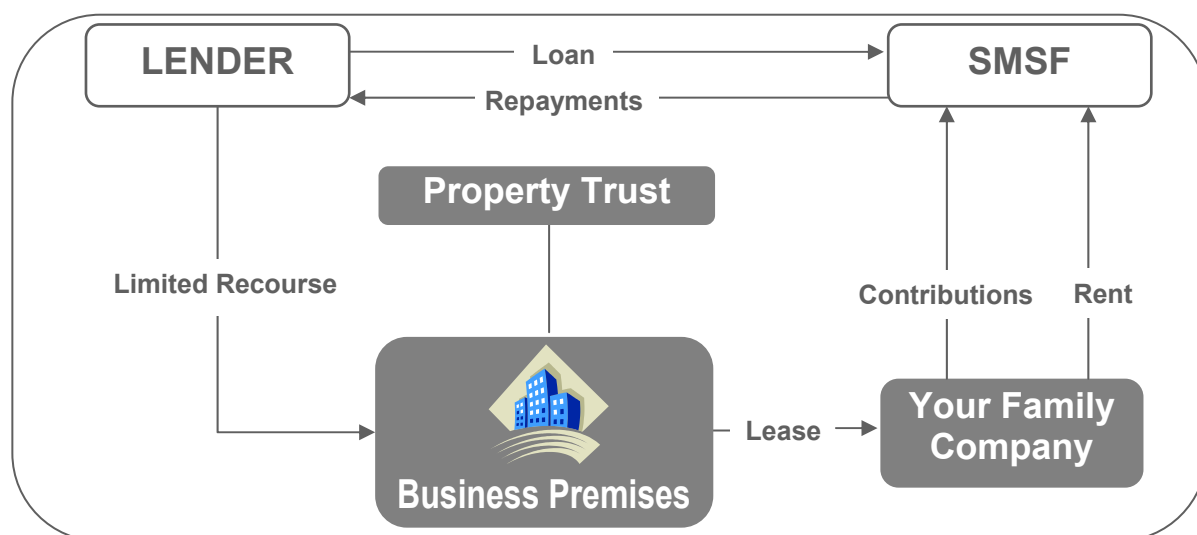 LENDER
Loan
SMSF
Repayments
Property Trust
Limited Recourse
Contributions
Rent
Business Premises
Lease
Your Family
Company